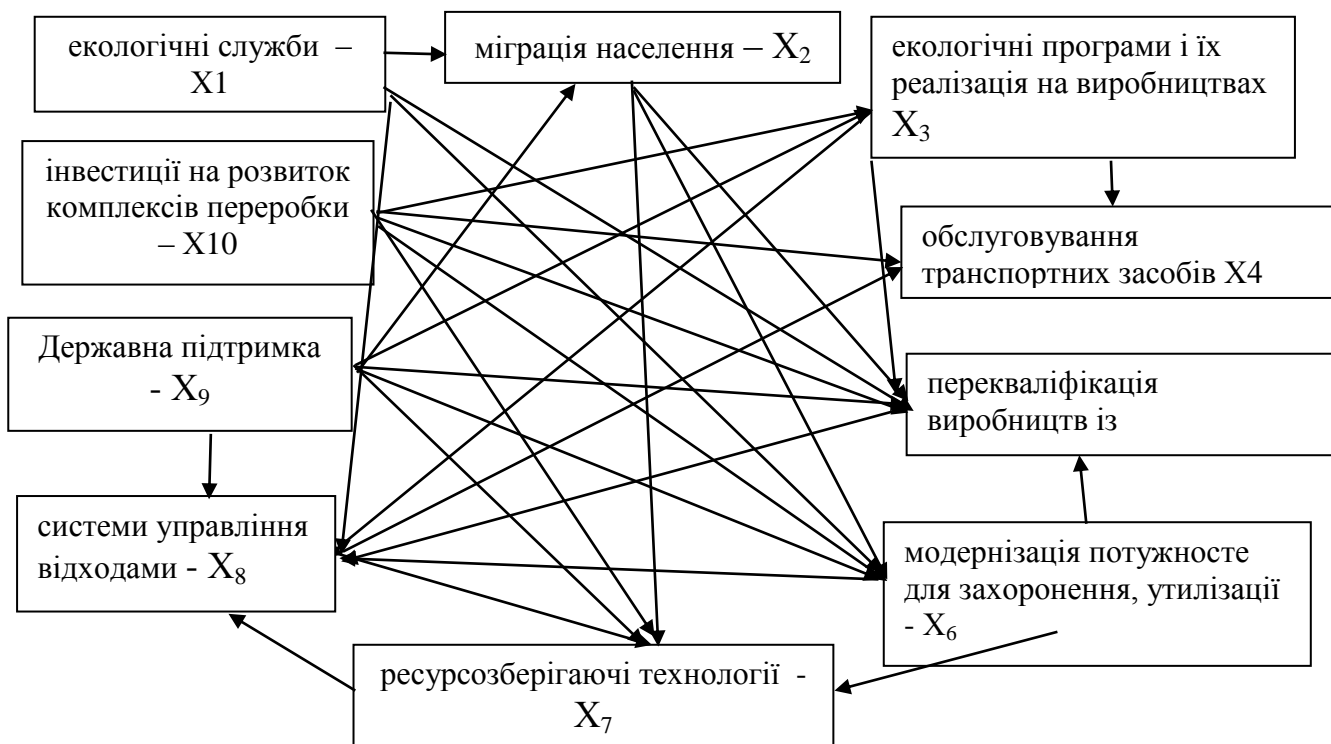 екологічні служби –
X1
міграція населення – X₂
екологічні програми і їх
реалізація на виробництвах
X₃
інвестиції на розвиток
комплексів переробки
– X10
обслуговування
транспортних засобів X4
Державна підтримка
- X₉
перекваліфікація
виробництв із
системи управління
відходами - X₈
модернізація потужносте
для захоронення, утилізації
- X₆
ресурсозберігаючі технології -
X₇